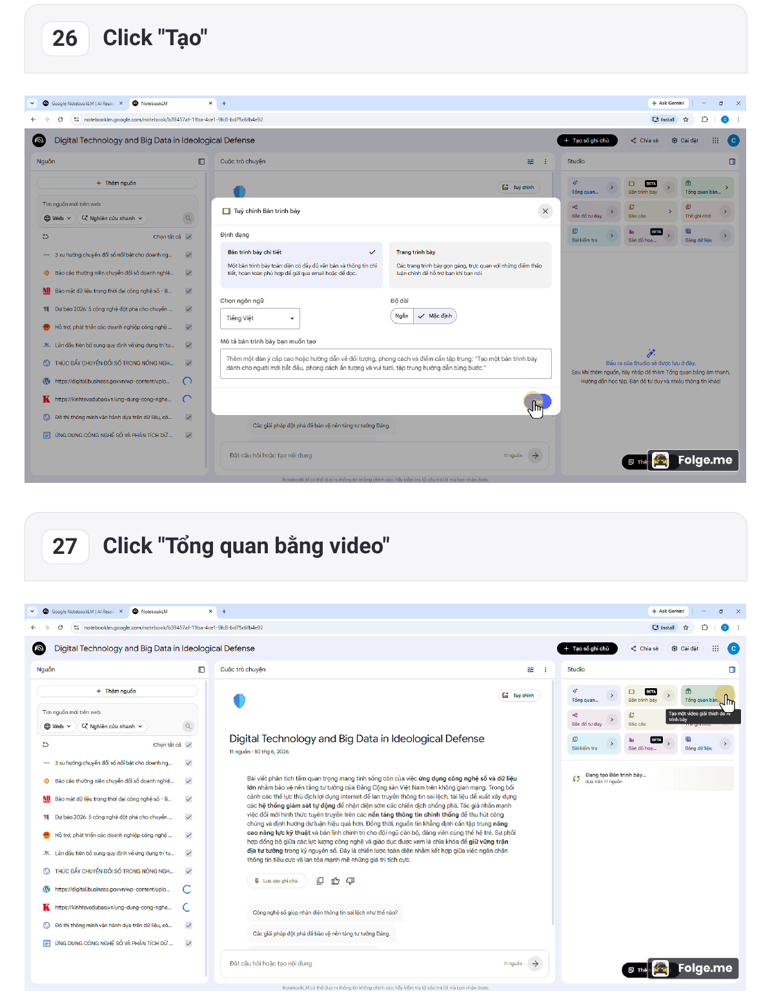 26 Click "Tạo"
Google NotebookLM | AI Resea
NotebookLM
Ask Gemini
notebooklm.google.com/notebook/b39457af-19ba-4ce1-9fc8-bd75c6fb4e92
Install
Digital Technology and Big Data in Ideological Defense
Tạo sổ ghi chú
Chia sẻ
Cài đặt
C
Nguồn
Cuộc trò chuyện
Studio
Thêm nguồn
Tìm nguồn mới trên web
Web
Nghiên cứu nhanh
Chọn tất cả
3 xu hướng chuyển đổi số nổi bật cho doanh ng...
Báo cáo thường niên chuyển đổi số doanh nghiệ...
Bảo mật dữ liệu trong thời đại công nghệ số - B...
Dự báo 2026: 5 công nghệ đột phá cho chuyển ...
Hỗ trợ, phát triển các doanh nghiệp công nghệ ...
Lần đầu tiên bổ sung quy định về ứng dụng trí tu...
THÚC ĐẨY CHUYỂN ĐỔI SỐ TRONG NÔNG NGH...
https://digital.business.gov.vn/wp-content/uplo...
https://kinhtevadubao.vn/ung-dung-cong-nghe...
Đô thị thông minh vận hành dựa trên dữ liệu, cô...
ỨNG DỤNG CÔNG NGHỆ SỐ VÀ PHÂN TÍCH DỮ ...
Tuỳ chỉnh
Tuỳ chỉnh Bản trình bày
Định dạng
Bản trình bày chi tiết
Một bản trình bày toàn diện có đầy đủ văn bản và thông tin chi
tiết, hoàn toàn phù hợp để gửi qua email hoặc để đọc.
Trang trình bày
Các trang trình bày gọn gàng, trực quan với những điểm thảo
luận chính để hỗ trợ bạn khi bạn nói.
Chọn ngôn ngữ
Tiếng Việt
Độ dài
Ngắn
Mặc định
Mô tả bản trình bày bạn muốn tạo
Thêm một dàn ý cấp cao hoặc hướng dẫn về đối tượng, phong cách và điểm cần tập trung: "Tạo một bản trình bày
dành cho người mới bắt đầu, phong cách ấn tượng và vui tươi, tập trung hướng dẫn từng bước."
Các giải pháp đột phá để bảo vệ nền tảng tư tưởng Đảng.
Đặt câu hỏi hoặc tạo nội dung
11 nguồn
NotebookLM có thể đưa ra thông tin không chính xác; hãy kiểm tra kỹ câu trả lời mà bạn nhận được.
Tổng quan...
BETA
Bản trình bày
Tổng quan bằn...
Bản đồ tư duy
Báo cáo
Thẻ ghi nhớ
Bài kiểm tra
BETA
Bản đồ hoạ...
Bảng dữ liệu
Đầu ra của Studio sẽ được lưu ở đây.
Sau khi thêm nguồn, hãy nhấp để thêm Tổng quan bằng âm thanh,
Hướng dẫn học tập, Bản đồ tư duy và nhiều thông tin khác!
Folge.me
27 Click "Tổng quan bằng video"
Google NotebookLM | AI Resea
NotebookLM
Ask Gemini
notebooklm.google.com/notebook/b39457af-19ba-4ce1-9fc8-bd75c6fb4e92
Install
Digital Technology and Big Data in Ideological Defense
Tạo sổ ghi chú
Chia sẻ
Cài đặt
C
Nguồn
Cuộc trò chuyện
Studio
Thêm nguồn
Tìm nguồn mới trên web
Web
Nghiên cứu nhanh
Chọn tất cả
3 xu hướng chuyển đổi số nổi bật cho doanh ng...
Báo cáo thường niên chuyển đổi số doanh nghiệ...
Bảo mật dữ liệu trong thời đại công nghệ số - B...
Dự báo 2026: 5 công nghệ đột phá cho chuyển ...
Hỗ trợ, phát triển các doanh nghiệp công nghệ ...
Lần đầu tiên bổ sung quy định về ứng dụng trí tu...
THÚC ĐẨY CHUYỂN ĐỔI SỐ TRONG NÔNG NGH...
https://digital.business.gov.vn/wp-content/uplo...
https://kinhtevadubao.vn/ung-dung-cong-nghe...
Đô thị thông minh vận hành dựa trên dữ liệu, cô...
ỨNG DỤNG CÔNG NGHỆ SỐ VÀ PHÂN TÍCH DỮ ...
Tuỳ chỉnh
Digital Technology and Big Data in Ideological Defense
11 nguồn · 10 thg 6, 2026
Bài viết phân tích tầm quan trọng mang tính sống còn của việc ứng dụng công nghệ số và dữ liệu
lớn nhằm bảo vệ nền tảng tư tưởng của Đảng Cộng sản Việt Nam trên không gian mạng. Trong bối
cảnh các thế lực thù địch lợi dụng internet để lan truyền thông tin sai lệch, tài liệu đề xuất xây dựng
các hệ thống giám sát tự động để nhận diện sớm các chiến dịch chống phá. Tác giả nhấn mạnh
việc đổi mới hình thức tuyên truyền trên các nền tảng thông tin chính thống để thu hút công
chúng và định hướng dư luận hiệu quả hơn. Đồng thời, nguồn tin khẳng định cần tập trung nâng
cao năng lực kỹ thuật và bản lĩnh chính trị cho đội ngũ cán bộ, đảng viên cùng thế hệ trẻ. Sự phối
hợp đồng bộ giữa các lực lượng công nghệ và giáo dục được xem là chìa khóa để giữ vững trận
địa tư tưởng trong kỷ nguyên số. Đây là chiến lược toàn diện nhằm kết hợp giữa việc ngăn chặn
thông tin tiêu cực và lan tỏa mạnh mẽ những giá trị tích cực.
Lưu vào ghi chú
Công nghệ số giúp nhận diện thông tin sai lệch như thế nào?
Các giải pháp đột phá để bảo vệ nền tảng tư tưởng Đảng.
Đặt câu hỏi hoặc tạo nội dung
11 nguồn
NotebookLM có thể đưa ra thông tin không chính xác; hãy kiểm tra kỹ câu trả lời mà bạn nhận được.
Tổng quan...
BETA
Bản trình bày
Tổng quan bằn...
Tạo một video giải thích do AI
trình bày
Bản đồ tư duy
Báo cáo
Thẻ ghi nhớ
Bài kiểm tra
BETA
Bản đồ hoạ...
Bảng dữ liệu
Đang tạo Bản trình bày...
dựa trên 11 nguồn
Folge.me